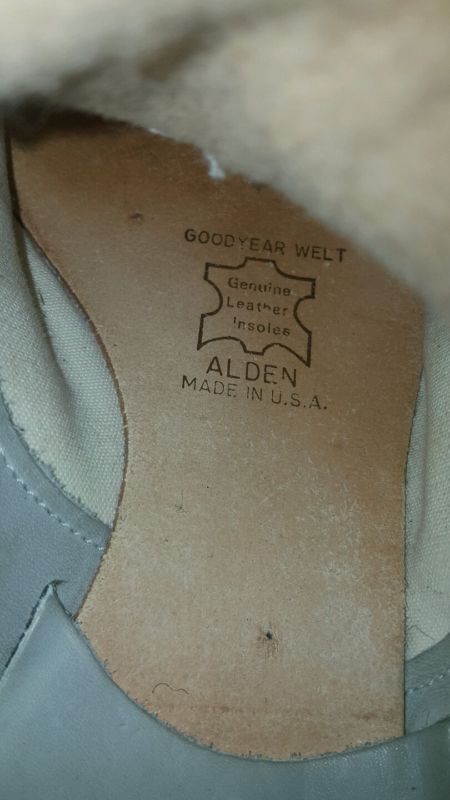 GOODYEAR WELT
Genuine
Leather
Insoles
ALDEN
MADE IN U.S.A.